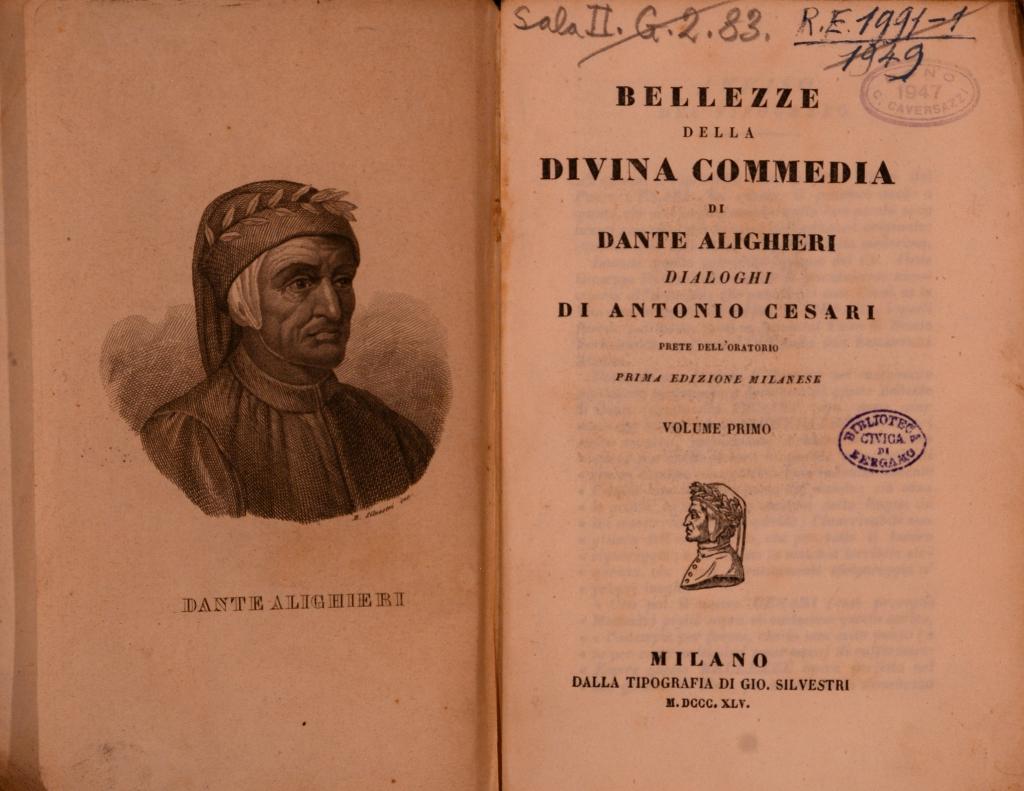 DANTE ALIGHIERI
Sala II. G. 2. 83.
R.E. 1991-1
1949
1947
C. CAVERSAZZI
BELLEZZE
DELLA
DIVINA COMMEDIA
DI
DANTE ALIGHIERI
DIALOGHI
DI ANTONIO CESARI
PRETE DELL'ORATORIO
PRIMA EDIZIONE MILANESE
VOLUME PRIMO
BIBLIOTECA
CIVICA
DI
BERGAMO
MILANO
DALLA TIPOGRAFIA DI GIO. SILVESTRI
M. DCCC. XLV.